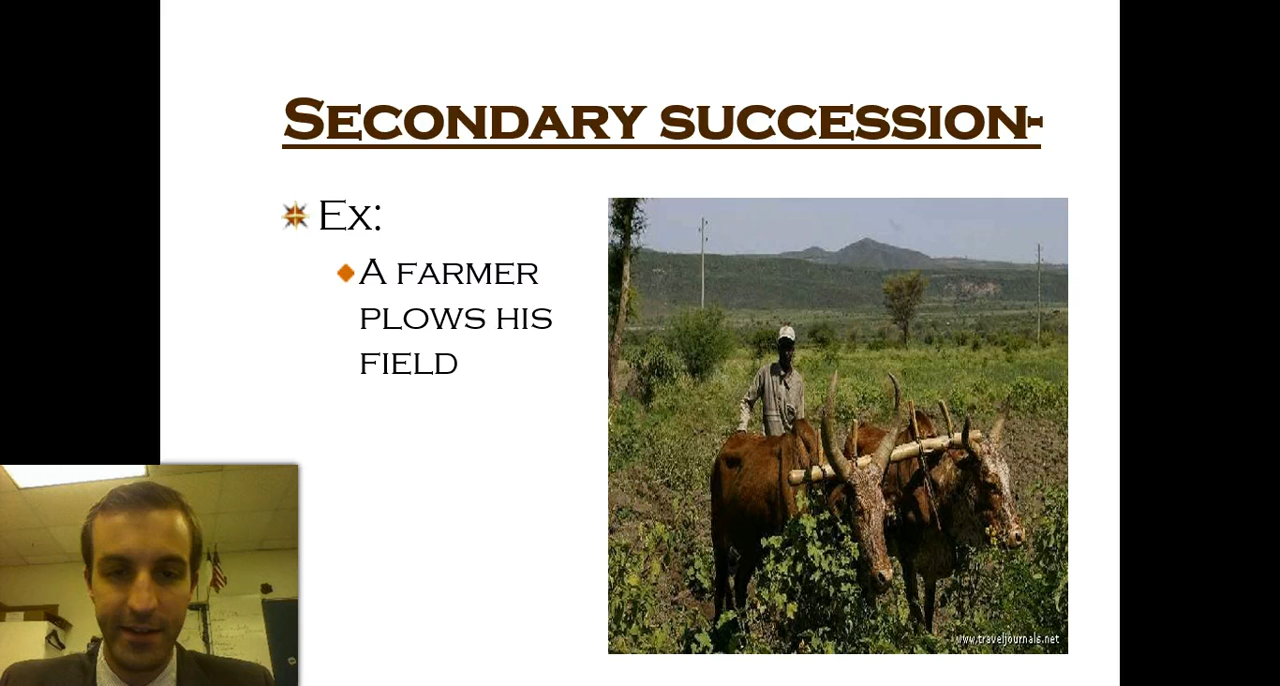 Secondary succession-
Ex:
A farmer
plows his
field
www.traveljournals.net